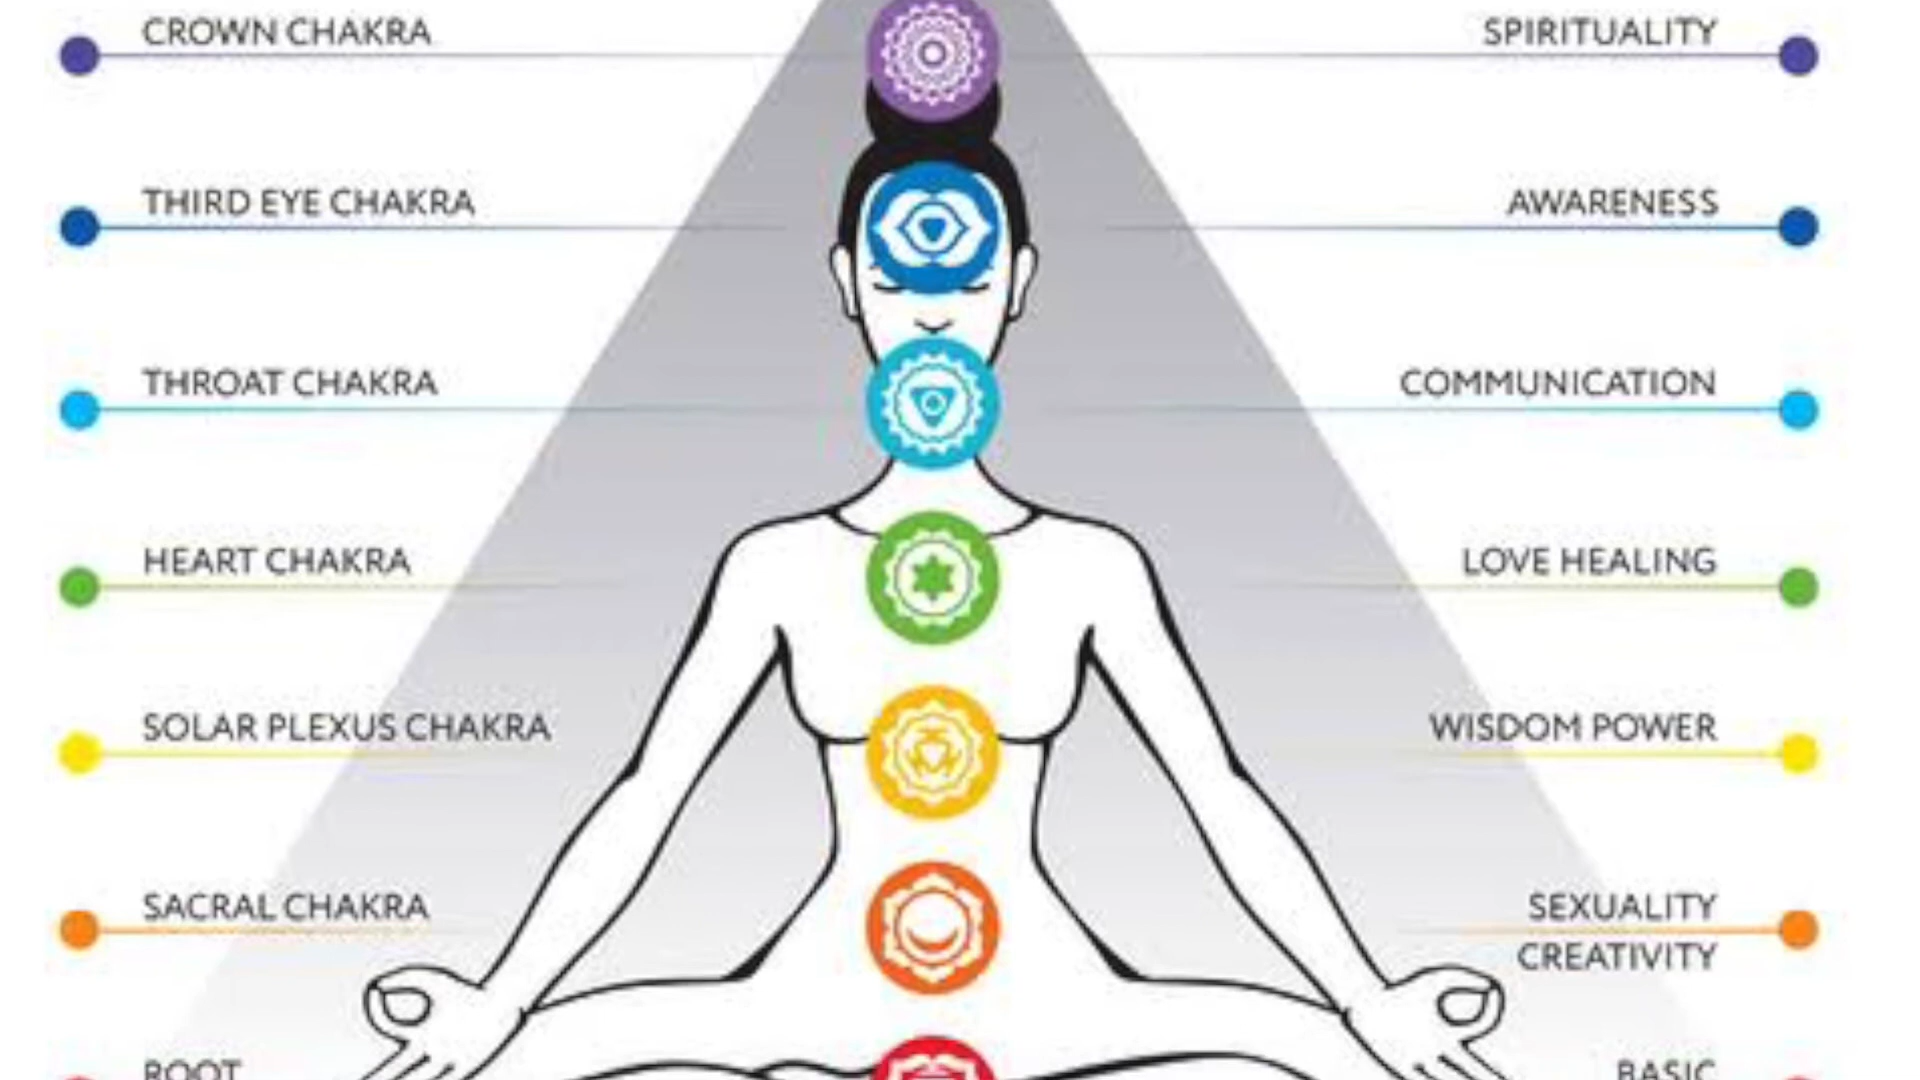 CROWN CHAKRA
SPIRITUALITY
THIRD EYE CHAKRA
AWARENESS
THROAT CHAKRA
COMMUNICATION
HEART CHAKRA
LOVE HEALING
SOLAR PLEXUS CHAKRA
WISDOM POWER
SACRAL CHAKRA
SEXUALITY
CREATIVITY
ROOT
BASIC